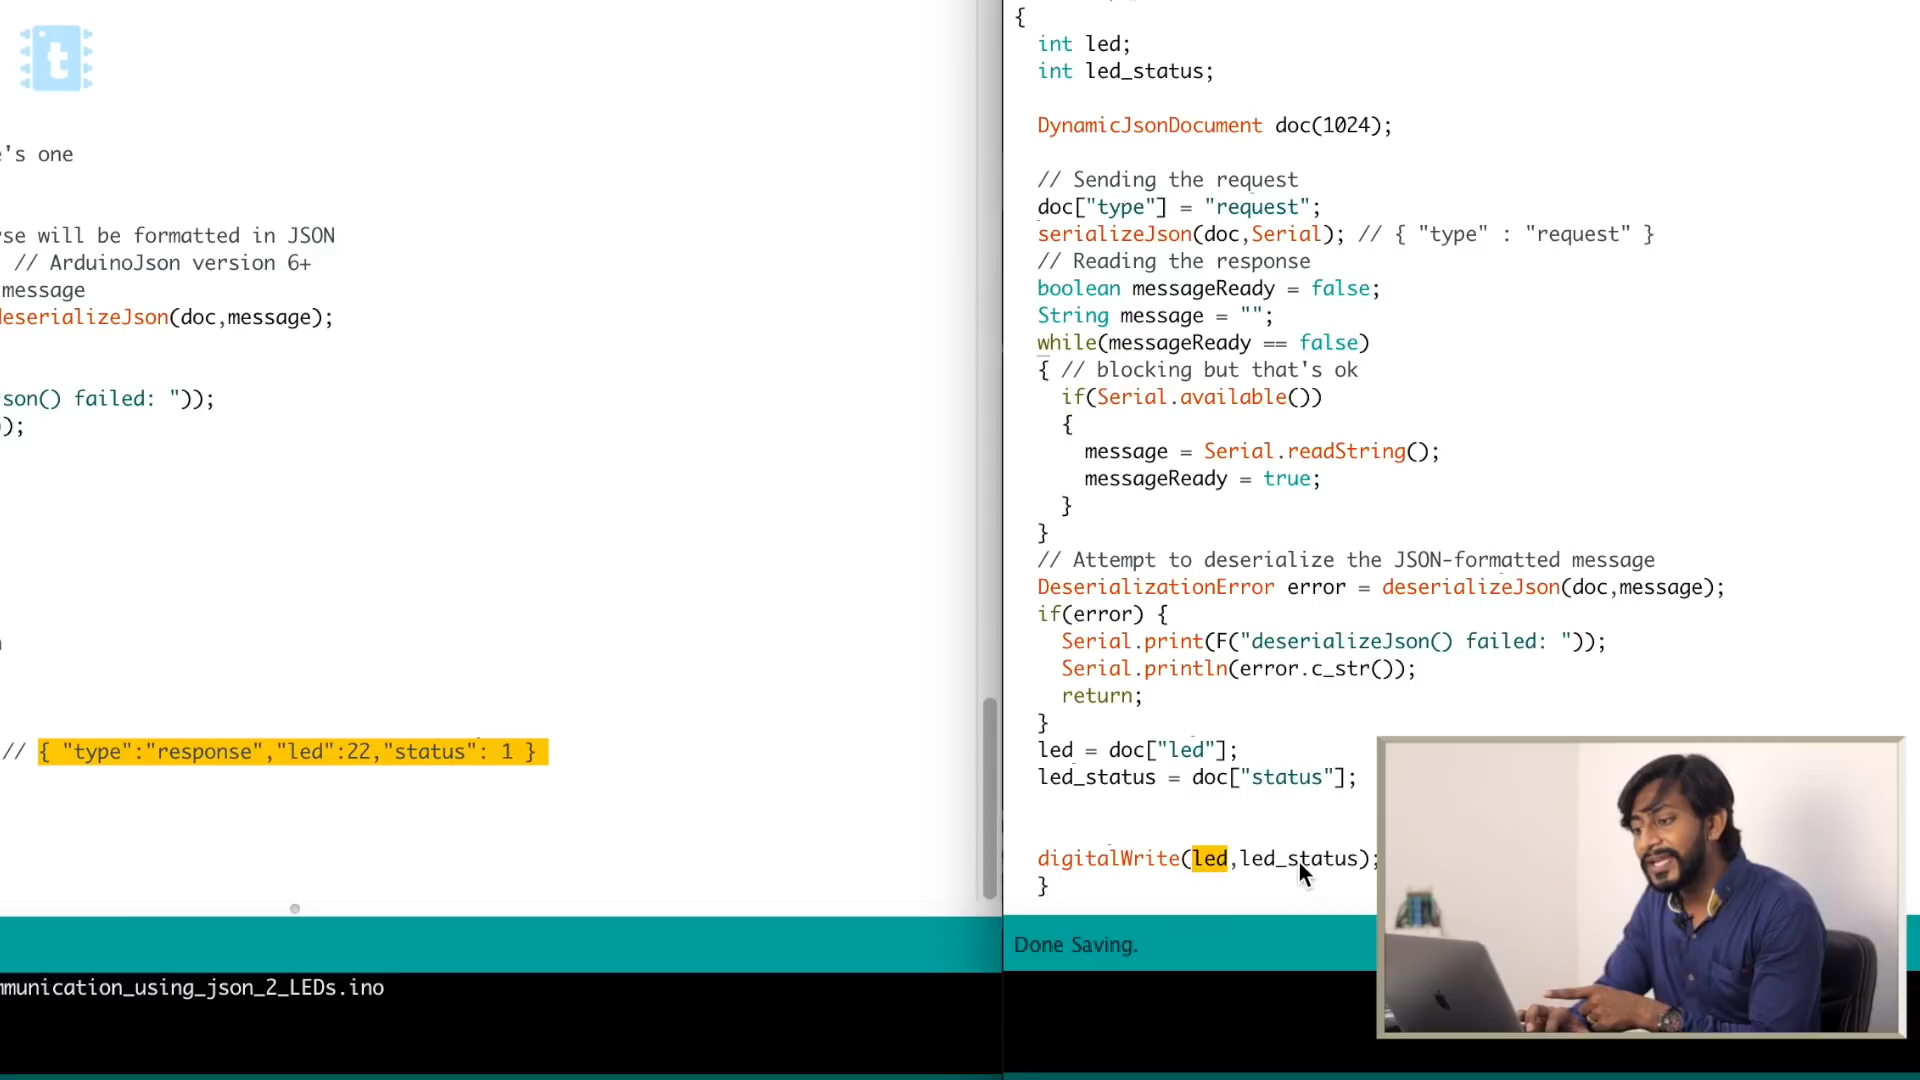 t
's one
se will be formatted in JSON
// ArduinoJson version 6+
message
eserializeJson(doc,message);
son() failed: "));
);
// { "type":"response","led":22,"status": 1 }
mmunication_using_json_2_LEDs.ino
{
int led;
int led_status;
DynamicJsonDocument doc(1024);
// Sending the request
doc["type"] = "request";
serializeJson(doc,Serial); // { "type" : "request" }
// Reading the response
boolean messageReady = false;
String message = "";
while(messageReady == false)
{ // blocking but that's ok
if(Serial.available())
{
message = Serial.readString();
messageReady = true;
}
}
// Attempt to deserialize the JSON-formatted message
DeserializationError error = deserializeJson(doc,message);
if(error) {
Serial.print(F("deserializeJson() failed: "));
Serial.println(error.c_str());
return;
}
led = doc["led"];
led_status = doc["status"];
digitalWrite(led,led_status);
}
Done Saving.